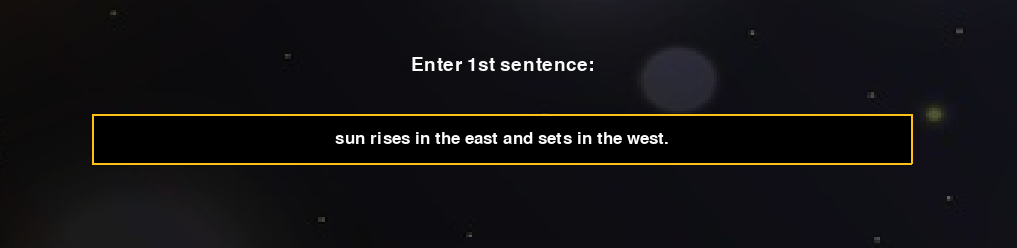 Enter 1st sentence:
sun rises in the east and sets in the west.